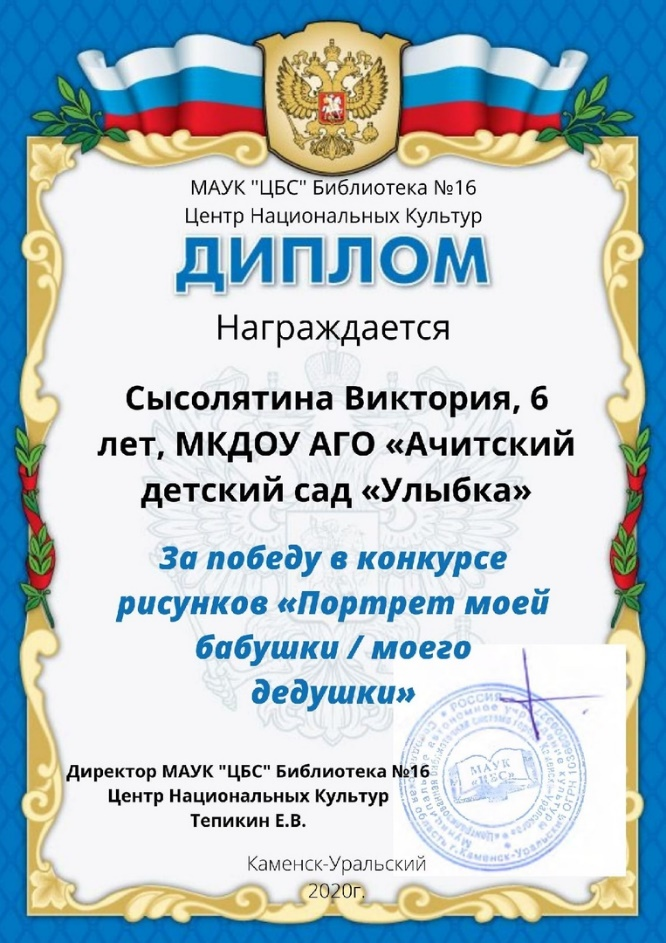 МАУК "ЦБС" Библиотека №16
Центр Национальных Культур
ДИПЛОМ
Награждается
Сысолятина Виктория, 6
лет, МКДОУ АГО «Ачитский
детский сад «Улыбка»
За победу в конкурсе
рисунков «Портрет моей
бабушки / моего
дедушки»
Директор МАУК "ЦБС" Библиотека №16
Центр Национальных Культур
Тепикин Е.В.
МАУК
«ЦБС»
Каменск-Уральский
2020г.